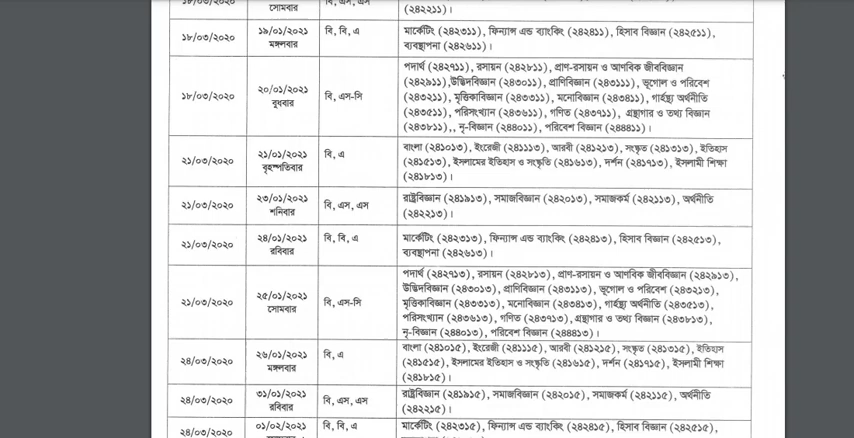 ১৮/০৩/২০২০ সোমবার বি, এস, এস (২৪২২১১)।
১৮/০৩/২০২০ ১৯/০১/২০২১ বি, বি, এ মার্কেটিং (২৪২৩১১), ফিন্যান্স এন্ড ব্যাংকিং (২৪২৪১১), হিসাব বিজ্ঞান (২৪২৫১১),
মঙ্গলবার ব্যবস্থাপনা (২৪২৬১১)।
পদার্থ (২৪২৭১১), রসায়ন (২৪২৮১১), প্রাণ-রসায়ন ও আণবিক জীববিজ্ঞান
(২৪২৯১১),উদ্ভিদবিজ্ঞান (২৪৩০১১), প্রাণিবিজ্ঞান (২৪৩১১১), ভূগোল ও পরিবেশ
১৮/০৩/২০২০ ২০/০১/২০২১ বি, এস-সি (২৪৩২১১), মৃত্তিকাবিজ্ঞান (২৪৩৩১১), মনোবিজ্ঞান (২৪৩৪১১), গার্হস্থ্য অর্থনীতি
বুধবার (২৪৩৫১১), পরিসংখ্যান (২৪৩৬১১), গণিত (২৪৩৭১১), গ্রন্থাগার ও তথ্য বিজ্ঞান
(২৪৩৮১১),, নৃ-বিজ্ঞান (২৪৪০১১), পরিবেশ বিজ্ঞান (২৪৪৪১১)।
বাংলা (২৪১০১৩), ইংরেজী (২৪১১১৩), আরবী (২৪১২১৩), সংস্কৃত (২৪১৩১৩), ইতিহাস
২১/০৩/২০২০ ২১/০১/২০২১ বি, এ (২৪১৫১৩), ইসলামের ইতিহাস ও সংস্কৃতি (২৪১৬১৩), দর্শন (২৪১৭১৩), ইসলামী শিক্ষা
বৃহস্পতিবার (২৪১৮১৩)।
২১/০৩/২০২০ ২৩/০১/২০২১ বি, এস, এস রাষ্ট্রবিজ্ঞান (২৪১৯১৩), সমাজবিজ্ঞান (২৪২০১৩), সমাজকর্ম (২৪২১১৩), অর্থনীতি
শনিবার (২৪২২১৩)।
২১/০৩/২০২০ ২৪/০১/২০২১ বি, বি, এ মার্কেটিং (২৪২৩১৩), ফিন্যান্স এন্ড ব্যাংকিং (২৪২৪১৩), হিসাব বিজ্ঞান (২৪২৫১৩),
রবিবার ব্যবস্থাপনা (২৪২৬১৩)।
পদার্থ (২৪২৭১৩), রসায়ন (২৪২৮১৩), প্রাণ-রসায়ন ও আণবিক জীববিজ্ঞান (২৪২৯১৩),
উদ্ভিদবিজ্ঞান (২৪৩০১৩), প্রাণিবিজ্ঞান (২৪৩১১৩), ভূগোল ও পরিবেশ (২৪৩২১৩),
২১/০৩/২০২০ ২৫/০১/২০২১ বি, এস-সি মৃত্তিকাবিজ্ঞান (২৪৩৩১৩), মনোবিজ্ঞান (২৪৩৪১৩), গার্হস্থ্য অর্থনীতি (২৪৩৫১৩),
সোমবার পরিসংখ্যান (২৪৩৬১৩), গণিত (২৪৩৭১৩), গ্রন্থাগার ও তথ্য বিজ্ঞান (২৪৩৮১৩),
নৃ-বিজ্ঞান (২৪৪০১৩), পরিবেশ বিজ্ঞান (২৪৪৪১৩)।
বাংলা (২৪১০১৫), ইংরেজী (২৪১১১৫), আরবী (২৪১২১৫), সংস্কৃত (২৪১৩১৫), ইতিহাস
২৪/০৩/২০২০ ২৬/০১/২০২১ বি, এ (২৪১৫১৫), ইসলামের ইতিহাস ও সংস্কৃতি (২৪১৬১৫), দর্শন (২৪১৭১৫), ইসলামী শিক্ষা
মঙ্গলবার (২৪১৮১৫)।
২৪/০৩/২০২০ ৩১/০১/২০২১ বি, এস, এস রাষ্ট্রবিজ্ঞান (২৪১৯১৫), সমাজবিজ্ঞান (২৪২০১৫), সমাজকর্ম (২৪২১১৫), অর্থনীতি
রবিবার (২৪২২১৫)।
২৪/০৩/২০২০ ০১/০২/২০২১ বি, বি, এ মার্কেটিং (২৪২৩১৫), ফিন্যান্স এন্ড ব্যাংকিং (২৪২৪১৫), হিসাব বিজ্ঞান (২৪২৫১৫),